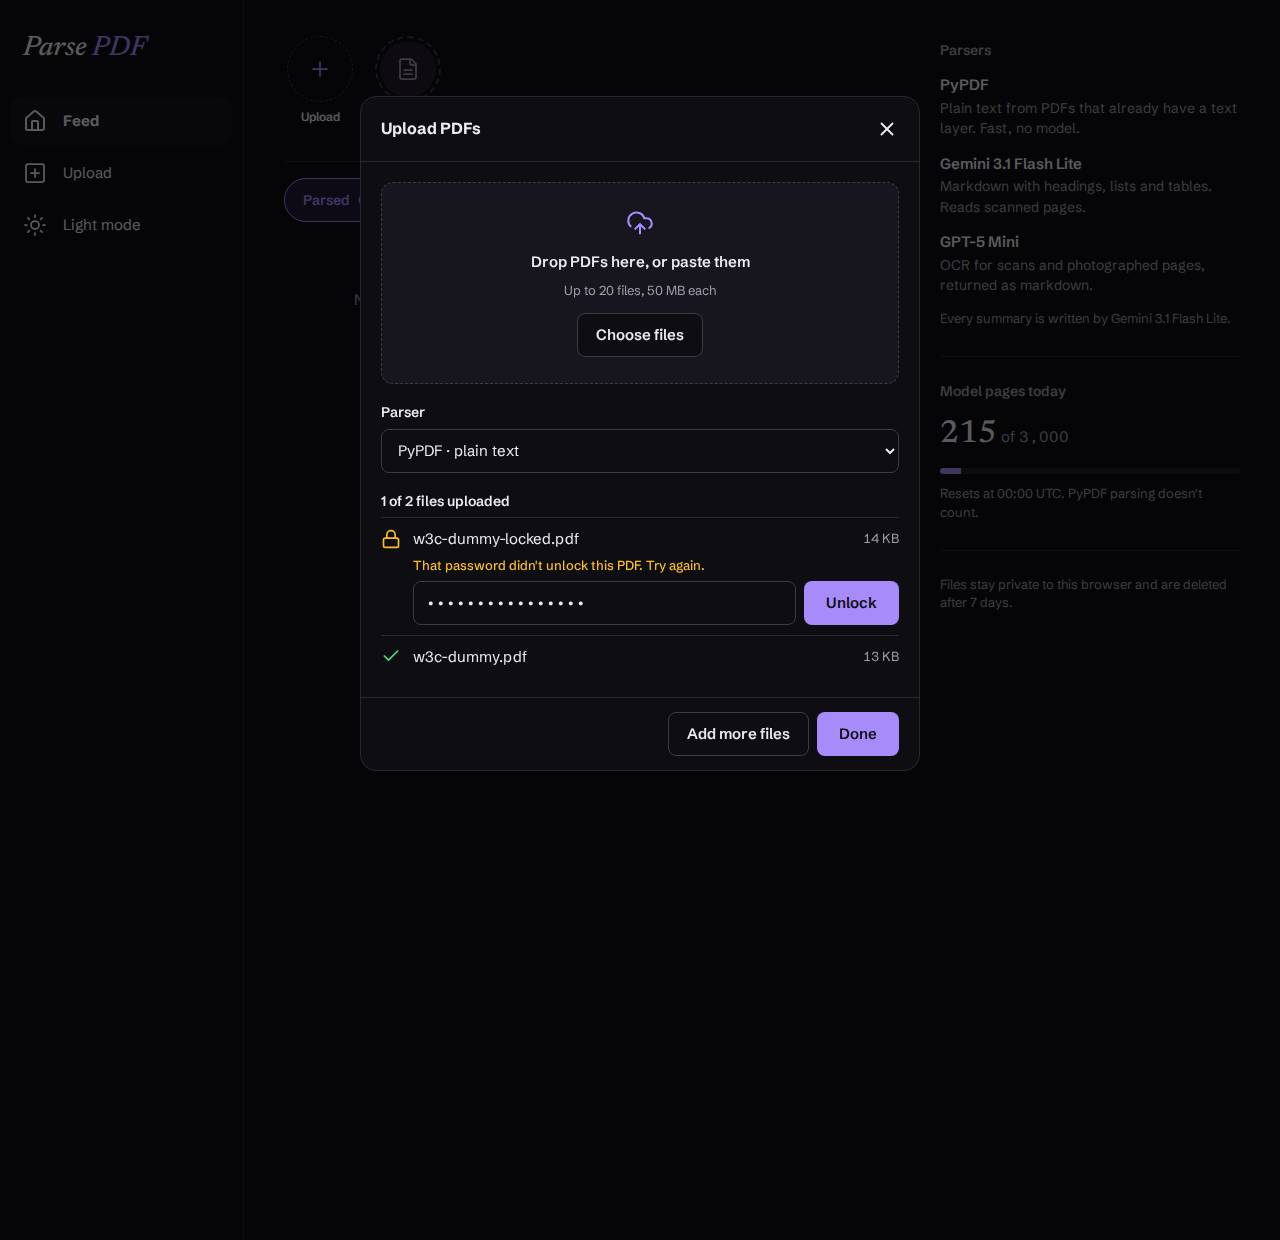 Parse PDF
Feed
Upload
Light mode
Upload
Parsed
Upload PDFs
Drop PDFs here, or paste them
Up to 20 files, 50 MB each
Choose files
Parser
PyPDF · plain text
1 of 2 files uploaded
w3c-dummy-locked.pdf
14 KB
That password didn't unlock this PDF. Try again.
Unlock
w3c-dummy.pdf
13 KB
Add more files
Done
Parsers
PyPDF
Plain text from PDFs that already have a text
layer. Fast, no model.
Gemini 3.1 Flash Lite
Markdown with headings, lists and tables.
Reads scanned pages.
GPT-5 Mini
OCR for scans and photographed pages,
returned as markdown.
Every summary is written by Gemini 3.1 Flash Lite.
Model pages today
215 of 3,000
Resets at 00:00 UTC. PyPDF parsing doesn't
count.
Files stay private to this browser and are deleted
after 7 days.